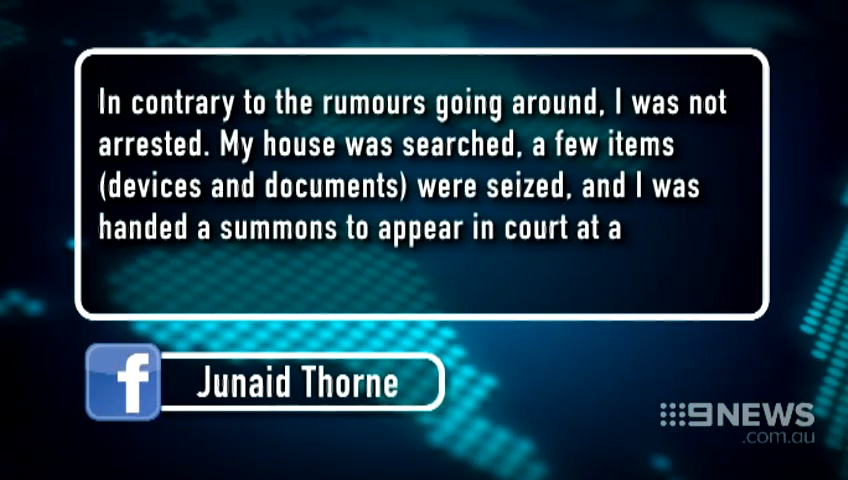 In contrary to the rumours going around, I was not
arrested. My house was searched, a few items
(devices and documents) were seized, and I was
handed a summons to appear in court at a
f Junaid Thorne
9NEWS
.com.au